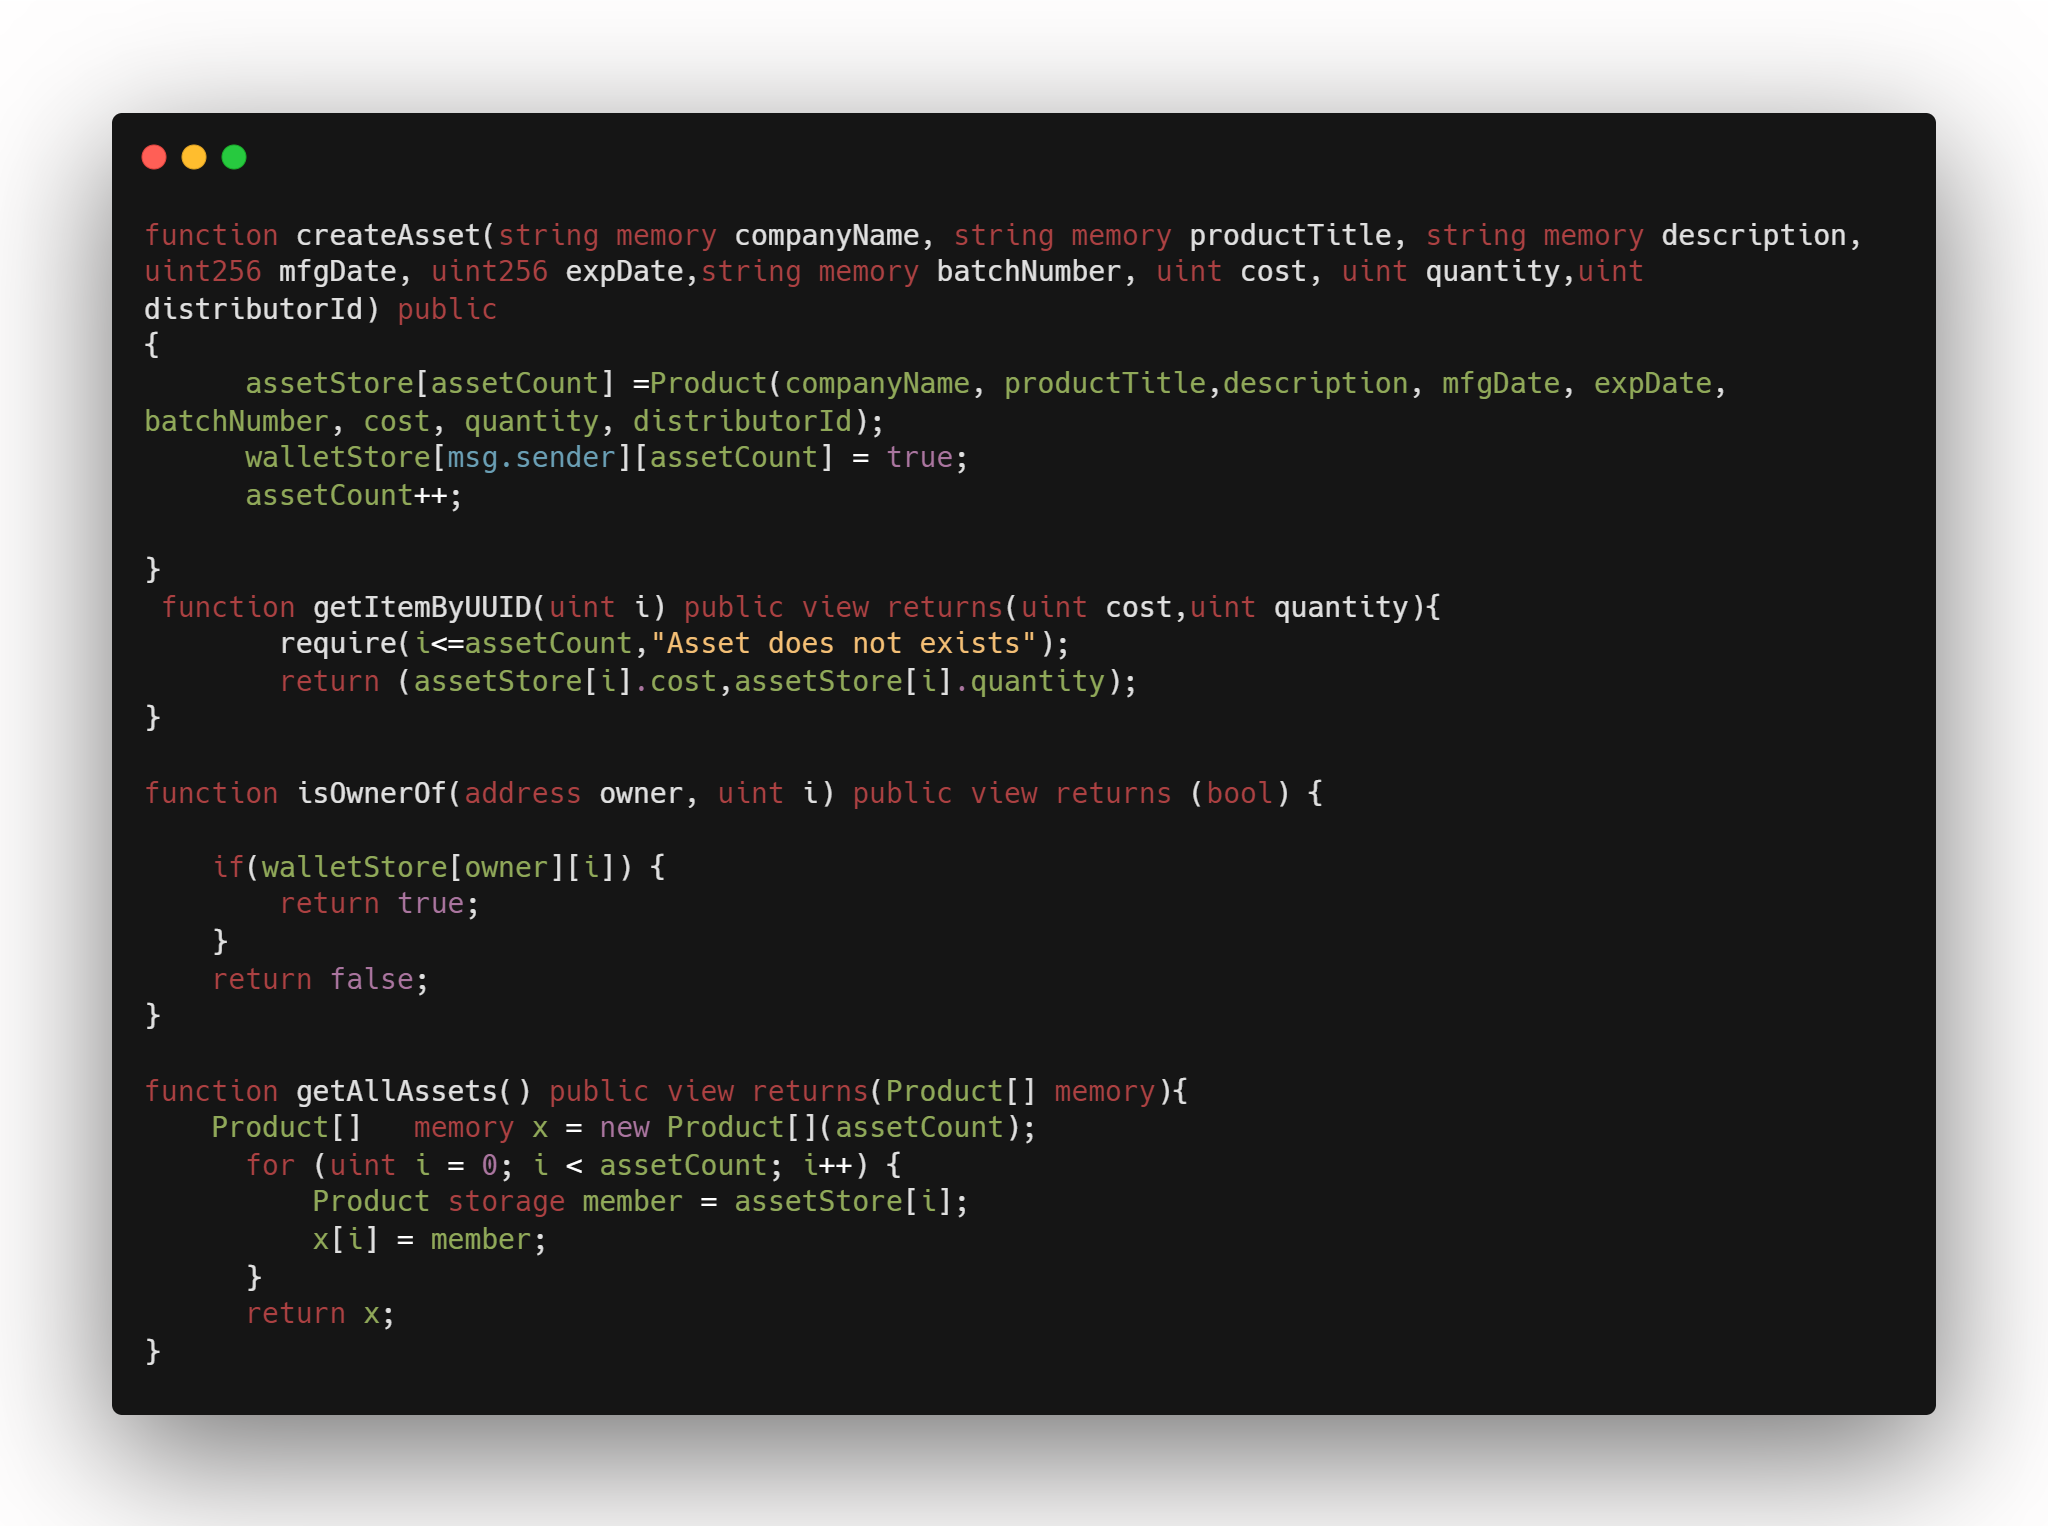 function createAsset(string memory companyName, string memory productTitle, string memory description,
uint256 mfgDate, uint256 expDate,string memory batchNumber, uint cost, uint quantity,uint
distributorId) public
{
      assetStore[assetCount] =Product(companyName, productTitle,description, mfgDate, expDate,
batchNumber, cost, quantity, distributorId);
      walletStore[msg.sender][assetCount] = true;
      assetCount++;

}
 function getItemByUUID(uint i) public view returns(uint cost,uint quantity){
        require(i<=assetCount,"Asset does not exists");
        return (assetStore[i].cost,assetStore[i].quantity);
}

function isOwnerOf(address owner, uint i) public view returns (bool) {

    if(walletStore[owner][i]) {
        return true;
    }
    return false;
}

function getAllAssets() public view returns(Product[] memory){
    Product[]   memory x = new Product[](assetCount);
      for (uint i = 0; i < assetCount; i++) {
          Product storage member = assetStore[i];
          x[i] = member;
      }
      return x;
}